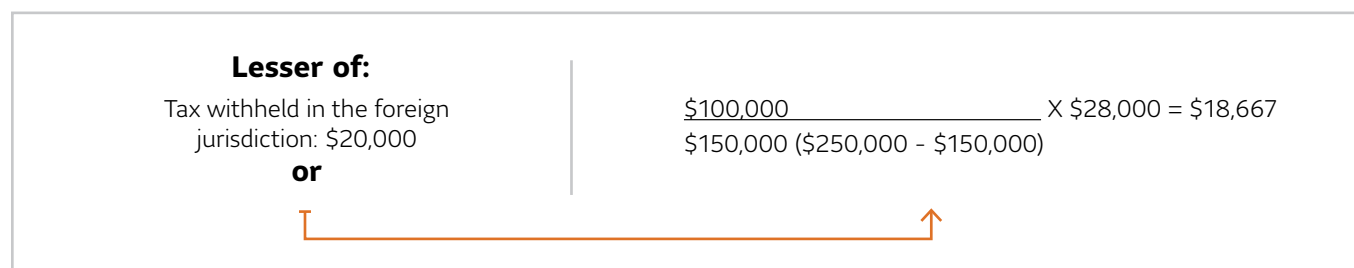 Lesser of:
Tax withheld in the foreign
jurisdiction: $20,000
or
$100,000 X $28,000 = $18,667
$150,000 ($250,000 - $150,000)